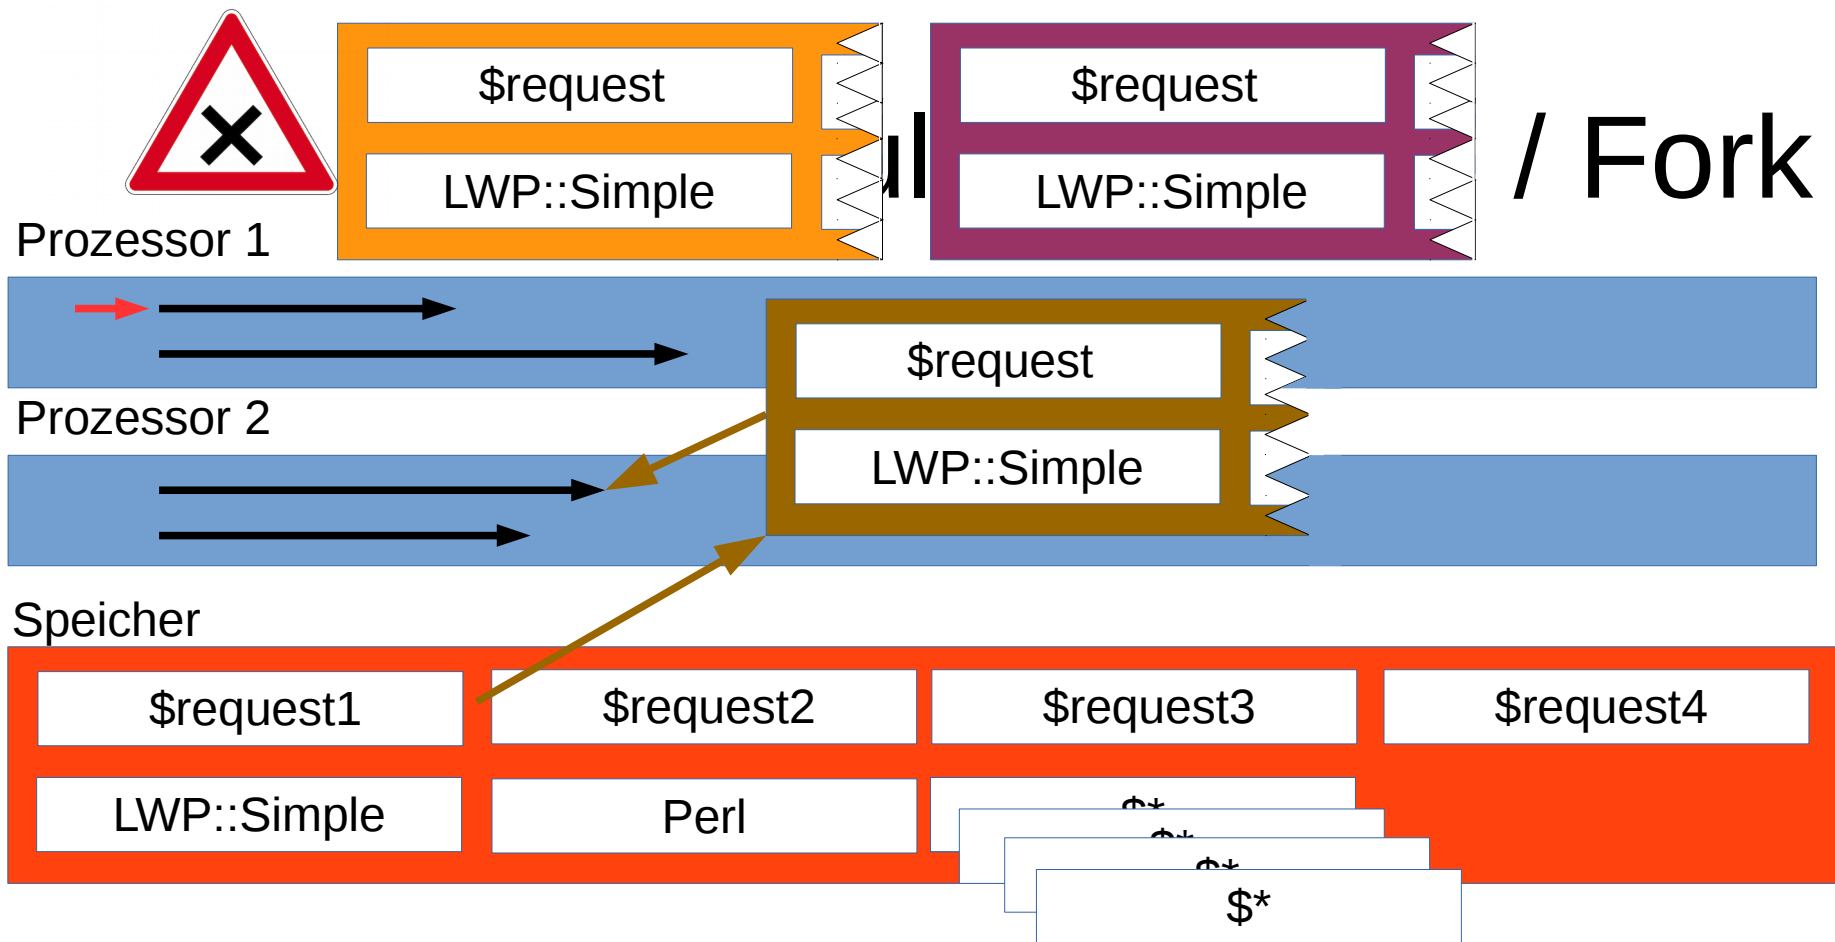 $request
$request
LWP::Simple
LWP::Simple
/ Fork
Prozessor 1
$request
Prozessor 2
LWP::Simple
Speicher
$request1
$request2
$request3
$request4
LWP::Simple
Perl
$*
$*
$*
$*